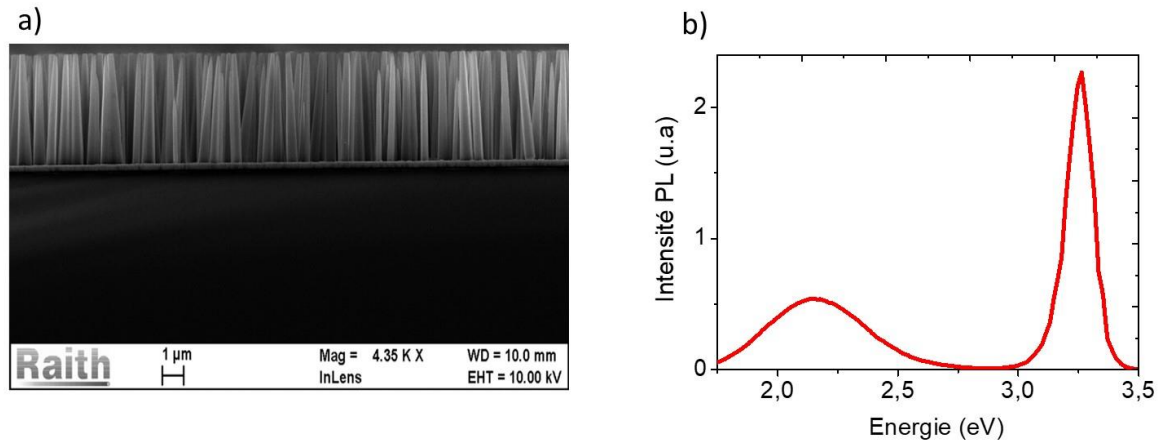 a)
Raith
1 µm
Mag = 4.35 K X
WD = 10.0 mm
InLens
EHT = 10.00 kV
b)
Intensité PL (u.a)
2
1
0
2,0
2,5
3,0
3,5
Energie (eV)